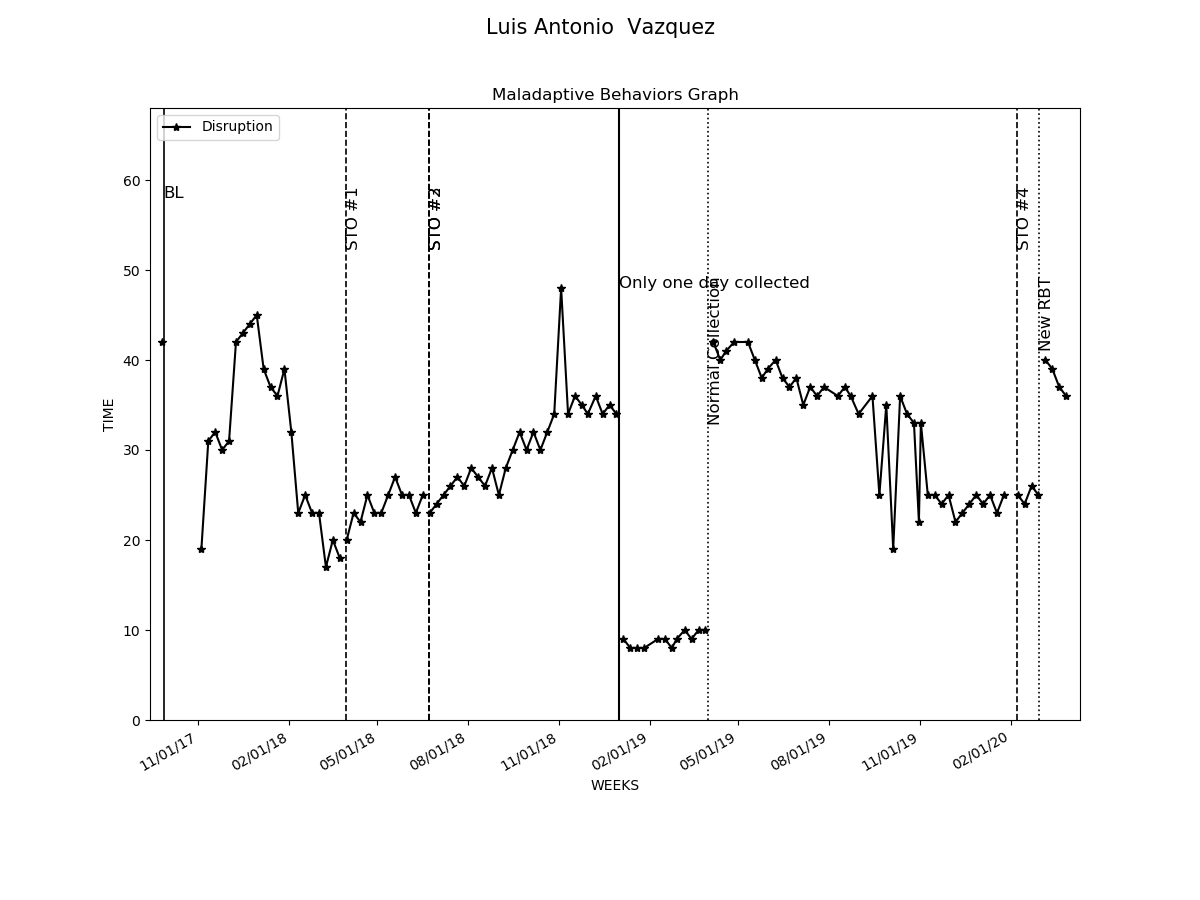 Luis Antonio  Vazquez
Maladaptive Behaviors Graph
Disruption
BL
STO #1
STO #
STO #4
Only one day collected
Normal Collection
New RBT
TIME
60
50
40
30
20
10
0
11/01/17
02/01/18
05/01/18
08/01/18
11/01/18
02/01/19
05/01/19
08/01/19
11/01/19
02/01/20
WEEKS